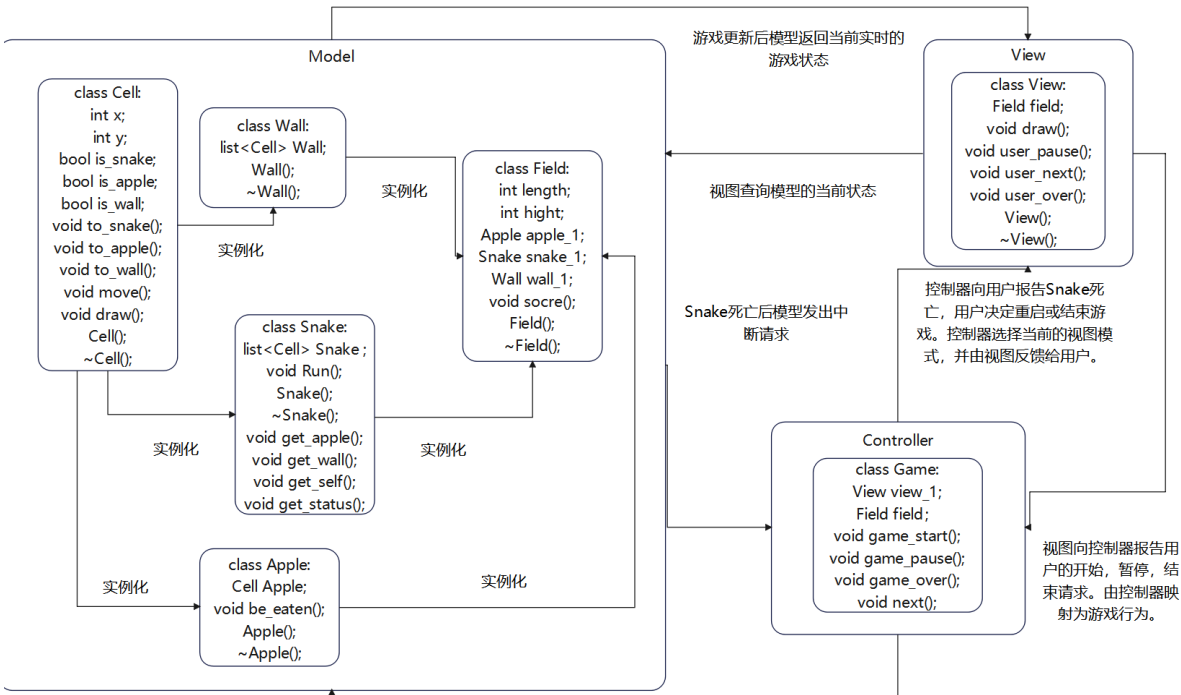 Model
class Cell:
int x;
int y;
bool is_snake;
bool is_apple;
bool is_wall;
void to_snake();
void to_apple();
void to_wall();
void move();
void draw();
Cell();
~Cell();
class Wall:
list<Cell> Wall;
Wall();
~Wall();
实例化
实例化
class Field:
int length;
int hight;
Apple apple_1;
Snake snake_1;
Wall wall_1;
void socre();
Field();
~Field();
class Snake:
list<Cell> Snake ;
void Run();
Snake();
~Snake();
void get_apple();
void get_wall();
void get_self();
void get_status();
实例化
实例化
class Apple:
Cell Apple;
void be_eaten();
Apple();
~Apple();
实例化
实例化
游戏更新后模型返回当前实时的
游戏状态
View
class View:
Field field;
void draw();
void user_pause();
void user_next();
void user_over();
View();
~View();
视图查询模型的当前状态
Snake死亡后模型发出中
断请求
控制器向用户报告Snake死
亡，用户决定重启或结束游
戏。控制器选择当前的视图模
式，并由视图反馈给用户。
Controller
class Game:
View view_1;
Field field;
void game_start();
void game_pause();
void game_over();
void next();
视图向控制器报告用
户的开始，暂停，结
束请求。由控制器映
射为游戏行为。